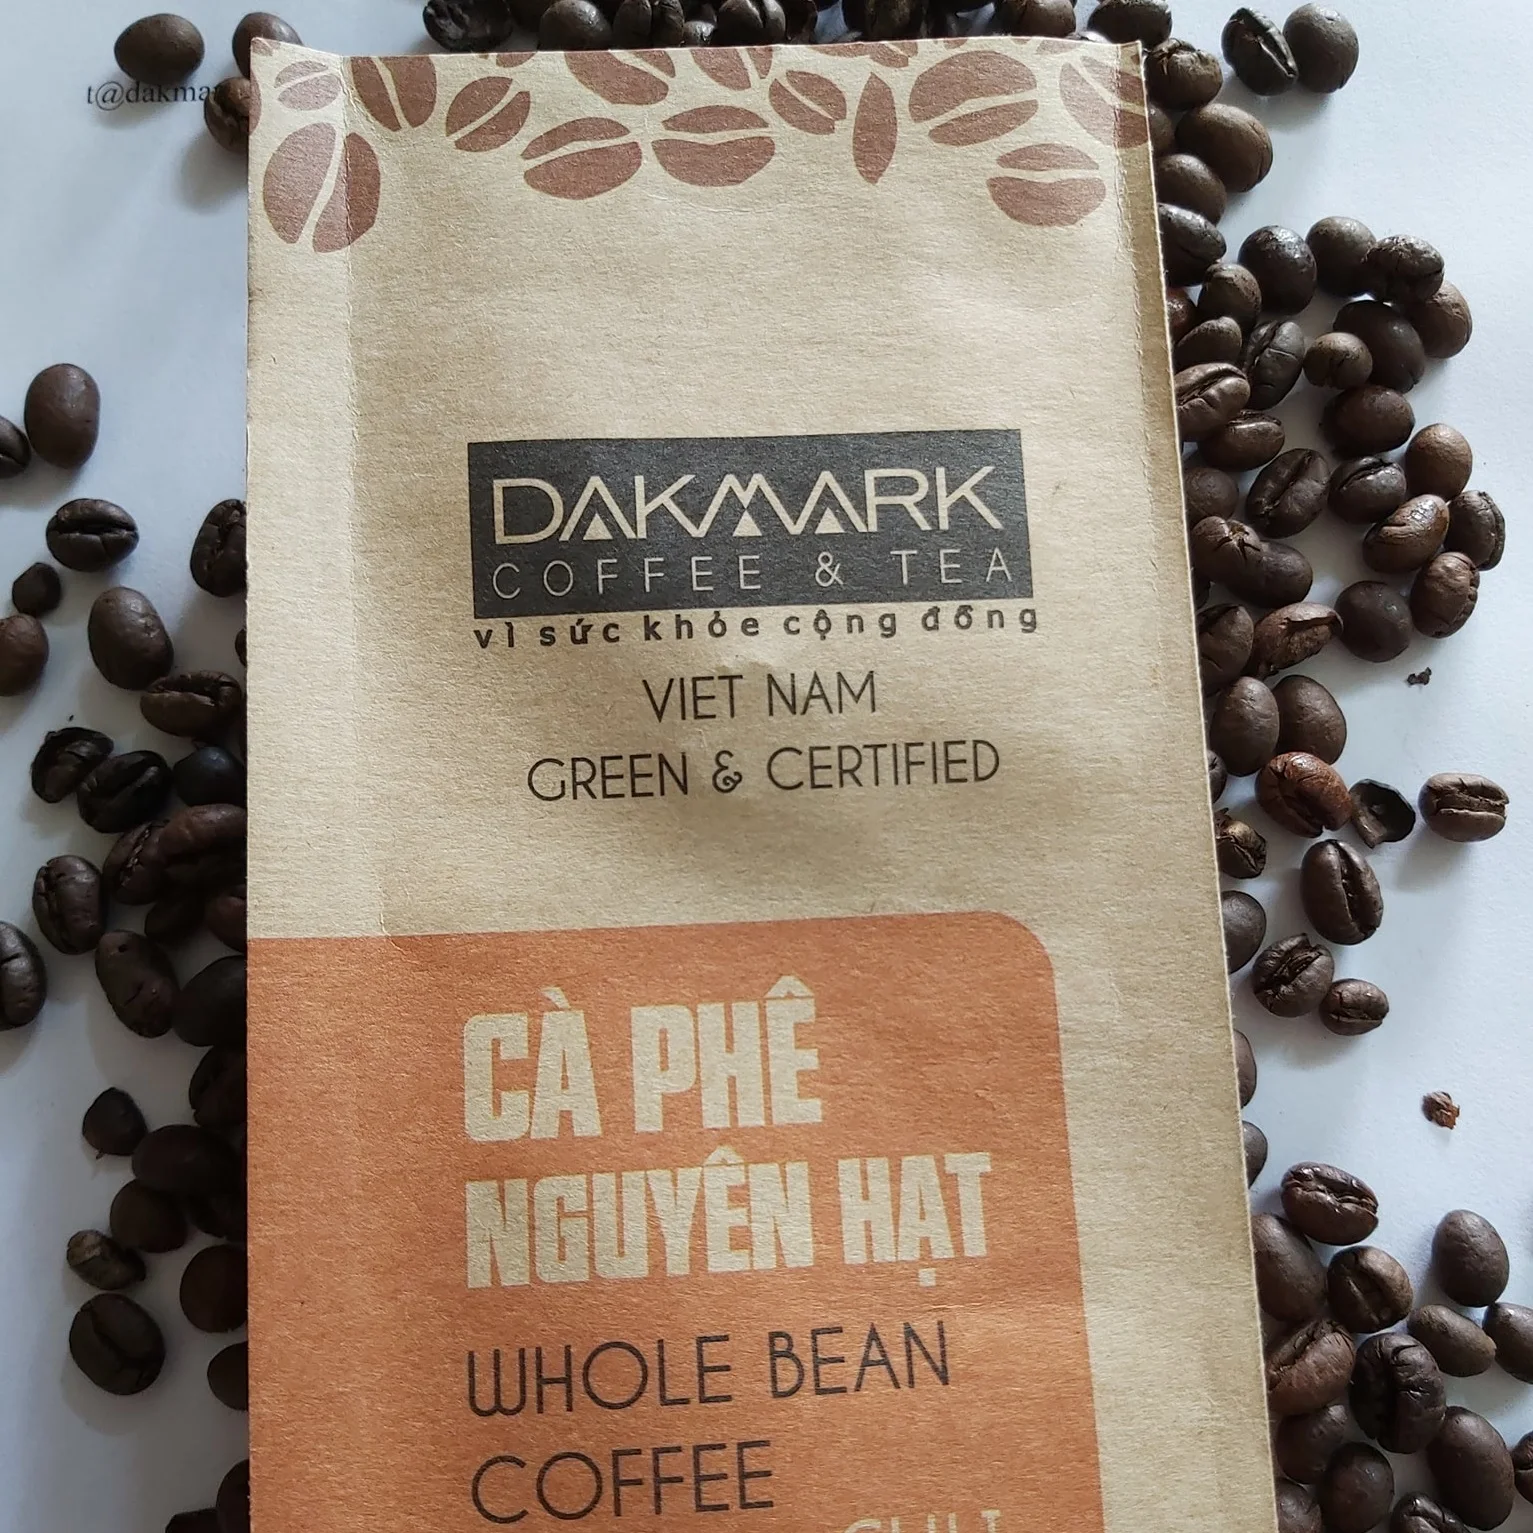 t@dakmar
DAKMARK
COFFEE & TEA
vì sức khỏe cộng đồng
VIET NAM
GREEN & CERTIFIED
CÀ PHÊ
NGUYÊN HẠT
WHOLE BEAN
COFFEE